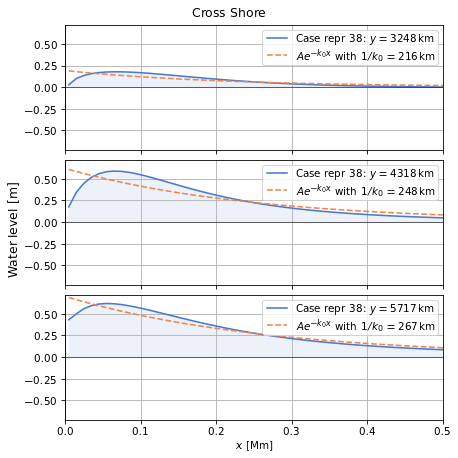 Cross Shore
0.50
0.25
0.00
−0.25
−0.50
Case repr 38: y = 3248 km
Ae^{−k₀x} with 1/k₀ = 216 km
Water level [m]
0.50
0.25
0.00
−0.25
−0.50
Case repr 38: y = 4318 km
Ae^{−k₀x} with 1/k₀ = 248 km
0.50
0.25
0.00
−0.25
−0.50
Case repr 38: y = 5717 km
Ae^{−k₀x} with 1/k₀ = 267 km
0.0 0.1 0.2 0.3 0.4 0.5
x [Mm]